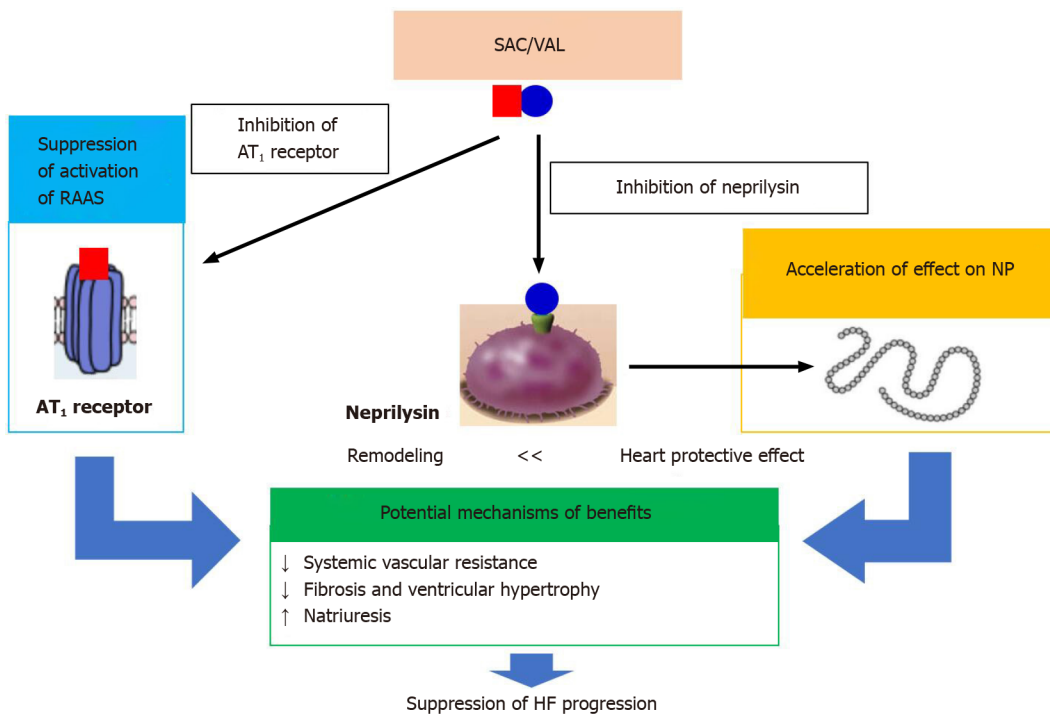 SAC/VAL
Inhibition of
AT₁ receptor
Suppression
of activation
of RAAS
Inhibition of neprilysin
Acceleration of effect on NP
AT₁ receptor
Neprilysin
Remodeling << Heart protective effect
Potential mechanisms of benefits
↓ Systemic vascular resistance
↓ Fibrosis and ventricular hypertrophy
↑ Natriuresis
Suppression of HF progression